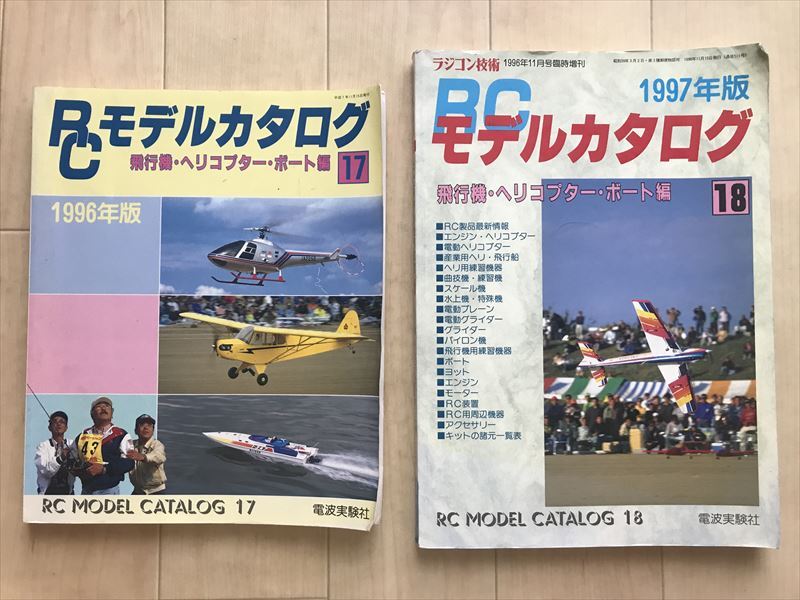 RCモデルカタログ
飛行機・ヘリコプター・ボート編 17
1996年版
43
RC MODEL CATALOG 17
電波実験社
ラジコン技術
1996年11月号臨時増刊
RC
1997年版
モデルカタログ
飛行機・ヘリコプター・ボート編
18
■RC製品最新情報
■エンジン・ヘリコプター
■電動ヘリコプター
■産業用ヘリ・飛行船
■ヘリ用練習機器
■曲技機・練習機
■スケール機
■水上機・特殊機
■電動プレーン
■電動グライダー
■グライダー
■パイロン機
■飛行機用練習機器
■ボート
■ヨット
■エンジン
■モーター
■RC装置
■RC用周辺機器
■アクセサリー
■キットの諸元一覧表
RC MODEL CATALOG 18
電波実験社